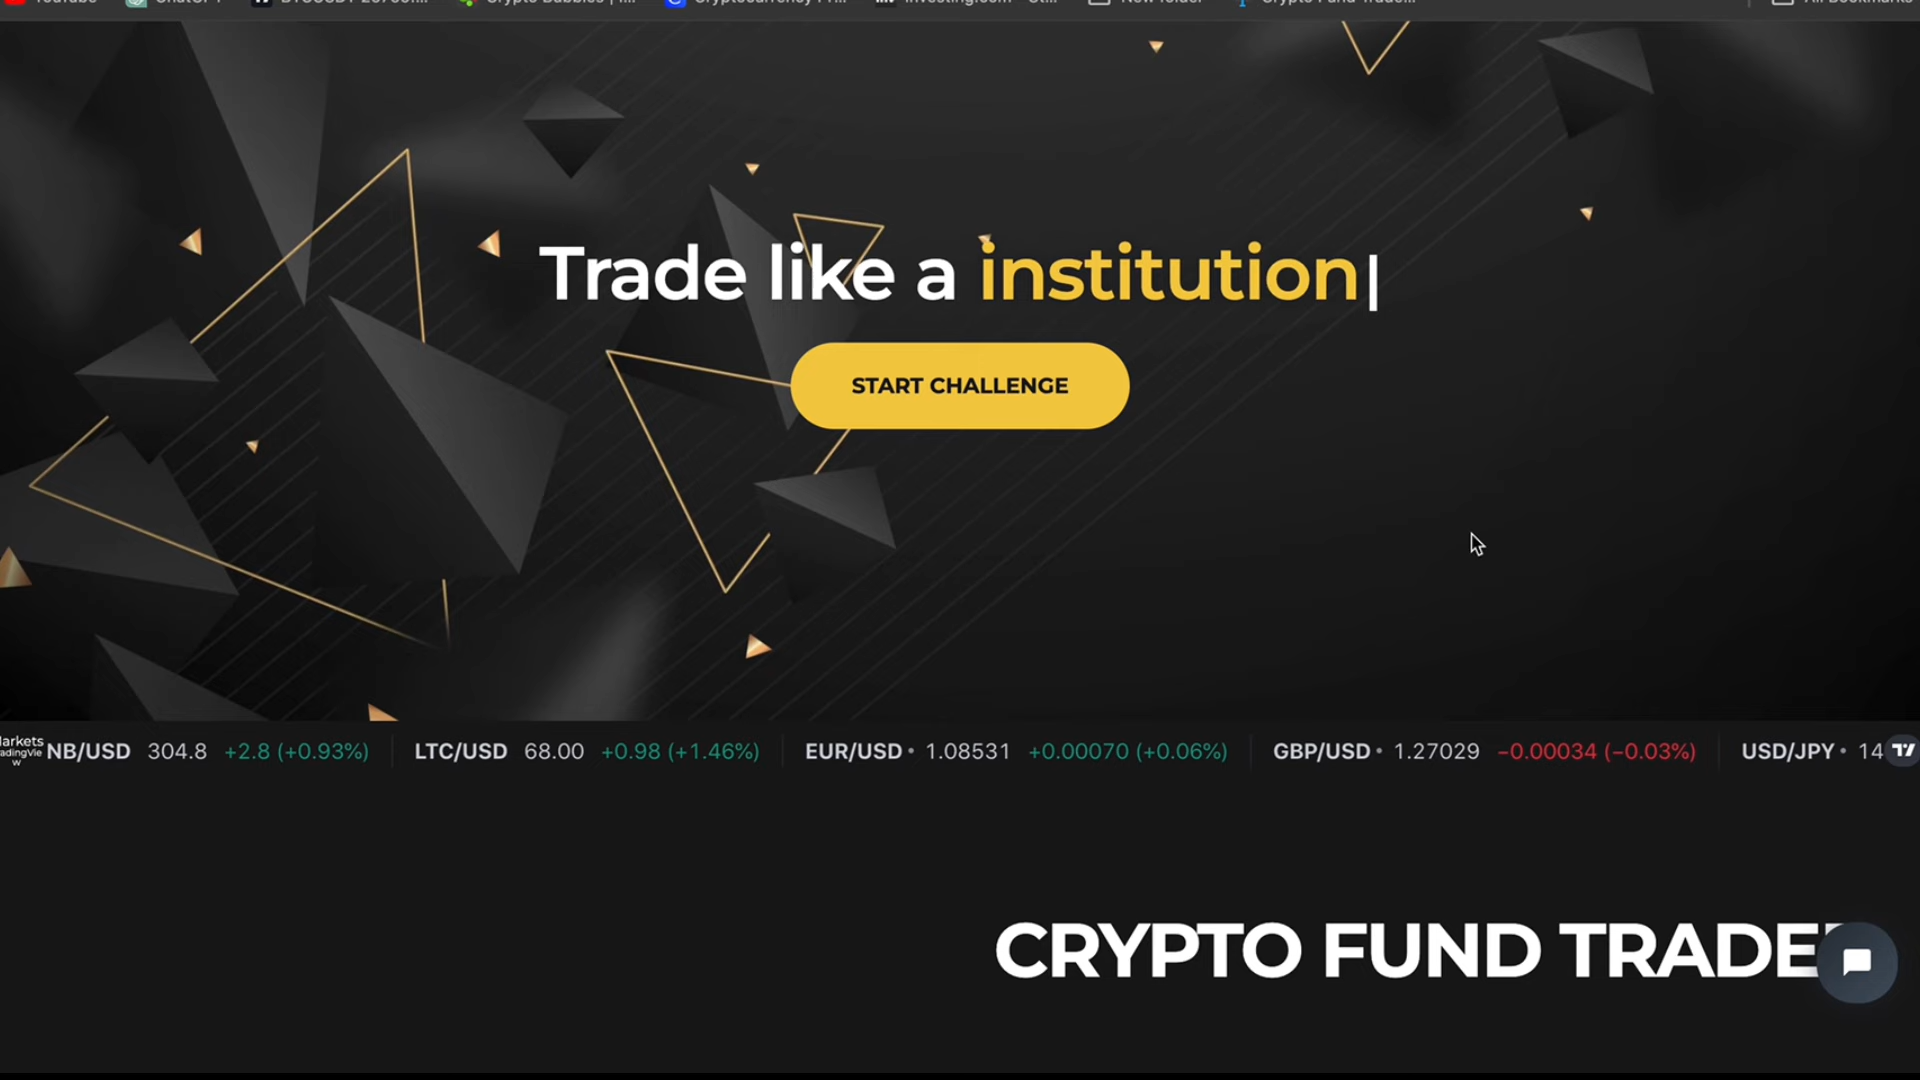 Trade like a institution
START CHALLENGE
NB/USD 304.8 +2.8 (+0.93%) LTC/USD 68.00 +0.98 (+1.46%) EUR/USD • 1.08531 +0.00070 (+0.06%) GBP/USD • 1.27029 −0.00034 (−0.03%) USD/JPY • 14
CRYPTO FUND TRADE